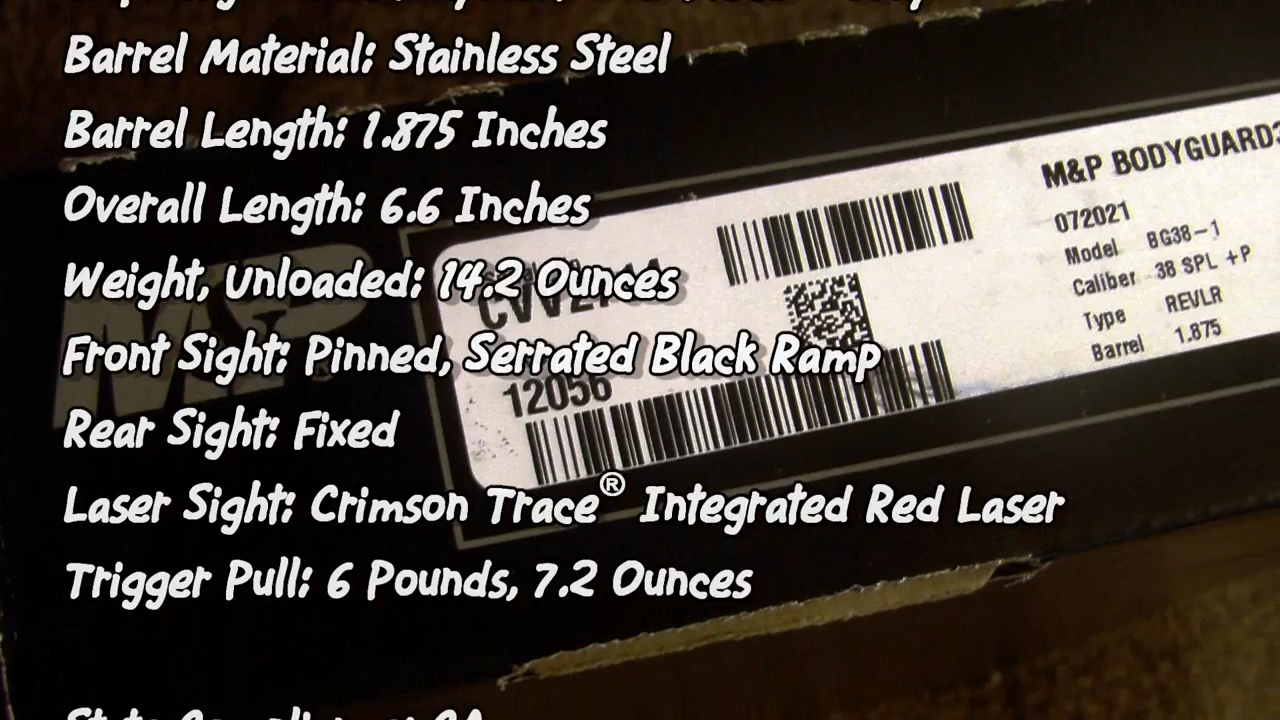 Barrel Material: Stainless Steel
Barrel Length: 1.875 Inches
Overall Length: 6.6 Inches
Weight, Unloaded: 14.2 Ounces
Front Sight: Pinned, Serrated Black Ramp
Rear Sight: Fixed
Laser Sight: Crimson Trace® Integrated Red Laser
Trigger Pull: 6 Pounds, 7.2 Ounces
M&P
12056
M&P BODYGUARD
072021
Model BG38-1
Caliber 38 SPL +P
Type REVLR
Barrel 1.875